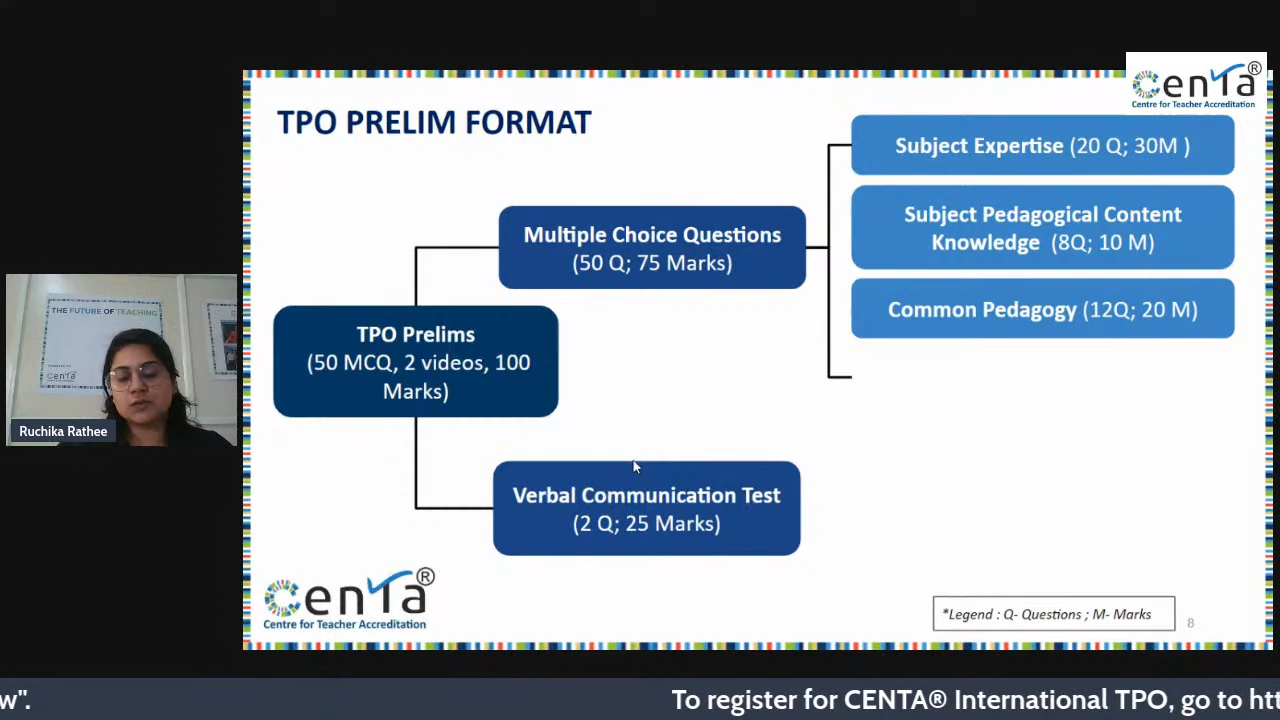 CenTa®
Centre for Teacher Accreditation
TPO PRELIM FORMAT
Subject Expertise (20 Q; 30M )
Subject Pedagogical Content
Knowledge (8Q; 10 M)
Common Pedagogy (12Q; 20 M)
Multiple Choice Questions
(50 Q; 75 Marks)
TPO Prelims
(50 MCQ, 2 videos, 100
Marks)
Verbal Communication Test
(2 Q; 25 Marks)
THE FUTURE OF TEACHING
CenTa
Ruchika Rathee
CenTa®
Centre for Teacher Accreditation
*Legend : Q- Questions ; M- Marks
8
w".
To register for CENTA® International TPO, go to htt